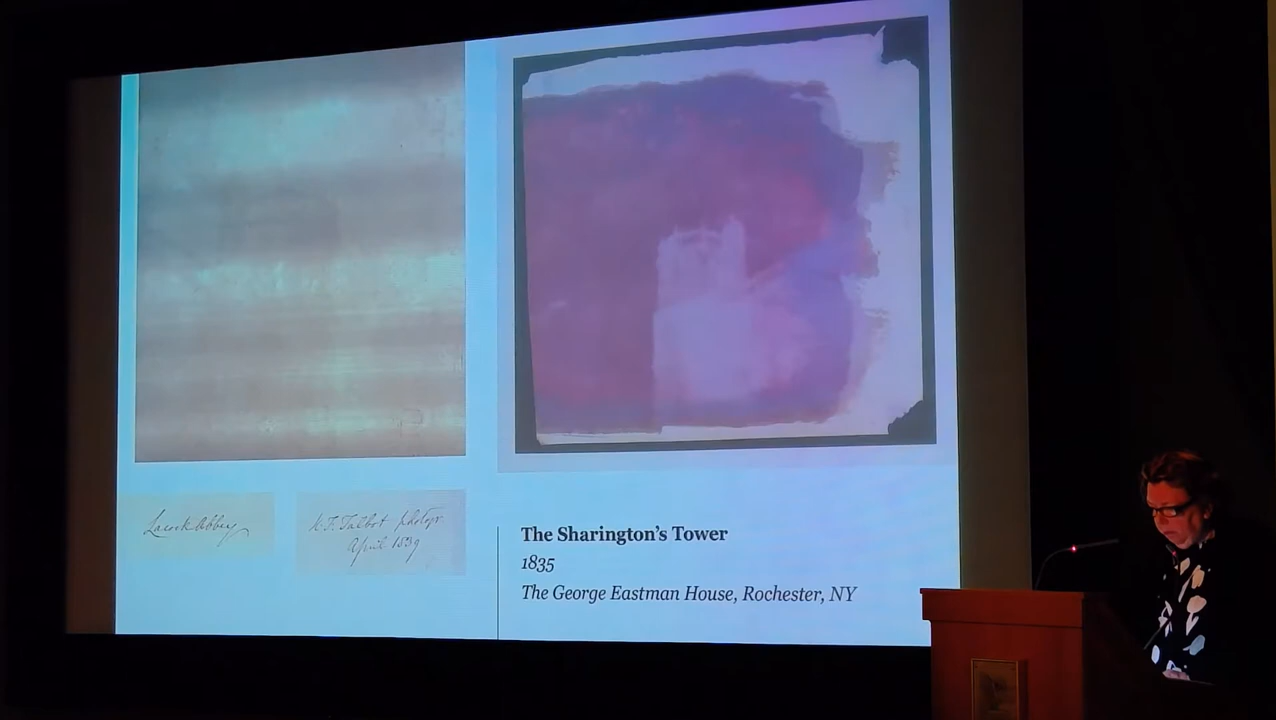 Lacock Abbey
H. F. Talbot photogr
April 1839
The Sharington's Tower
1835
The George Eastman House, Rochester, NY